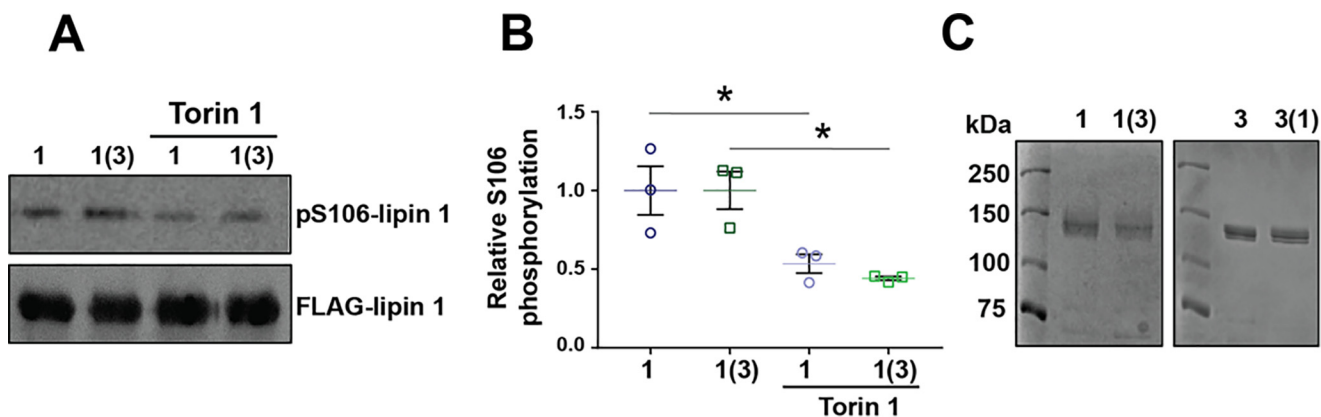 A
Torin 1
1 1(3) 1 1(3)
pS106-lipin 1
FLAG-lipin 1
B
Relative S106
phosphorylation
1.5
1.0
0.5
0.0
*
*
1 1(3) 1 1(3)
Torin 1
C
kDa 1 1(3) 3 3(1)
250
150
100
75